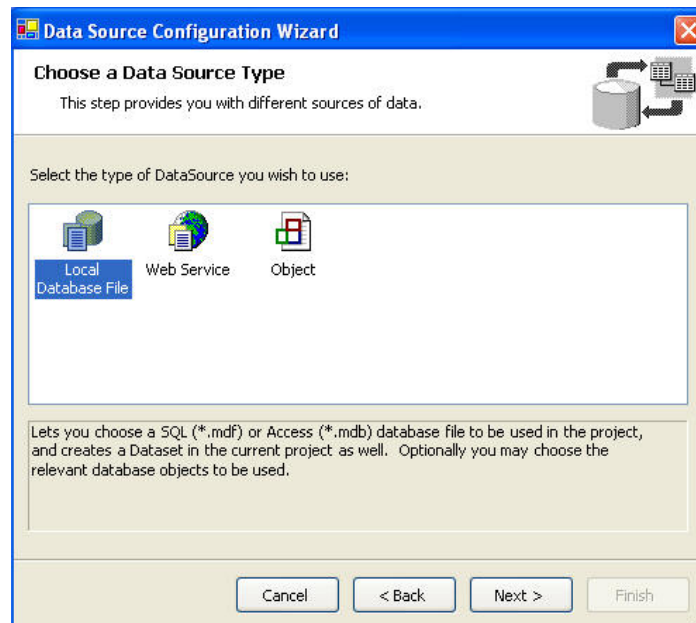 Data Source Configuration Wizard
Choose a Data Source Type
This step provides you with different sources of data.
Select the type of DataSource you wish to use:
Local
Database File
Web Service
Object
Lets you choose a SQL (*.mdf) or Access (*.mdb) database file to be used in the project,
and creates a Dataset in the current project as well.  Optionally you may choose the
relevant database objects to be used.
Cancel
< Back
Next >
Finish